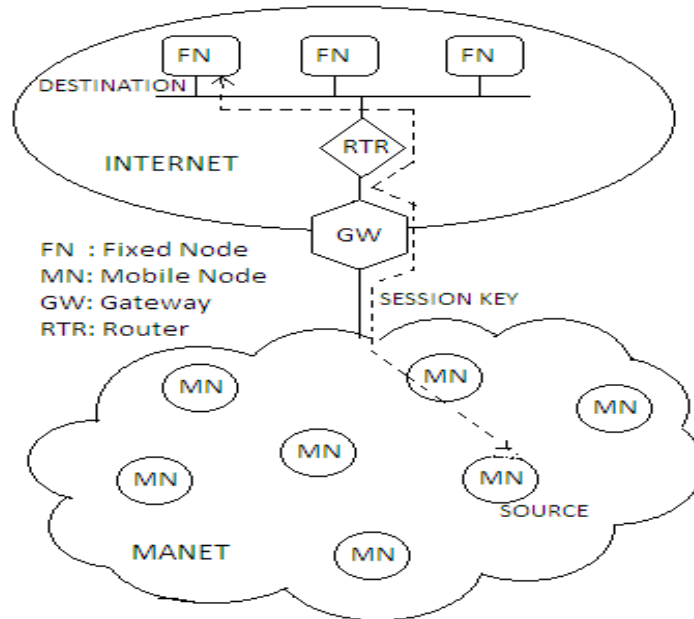 FN FN FN
DESTINATION
RTR
INTERNET
GW
FN : Fixed Node
MN: Mobile Node
GW: Gateway
RTR: Router
SESSION KEY
MN
MN
MN
MN
MN
MN
SOURCE
MANET
MN